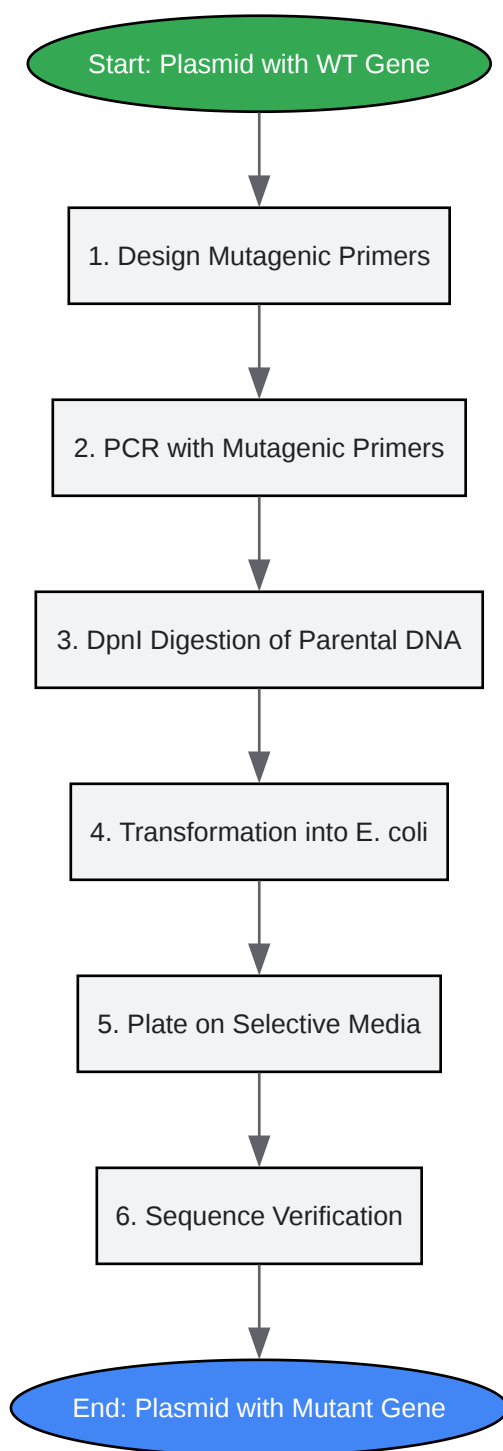 Start: Plasmid with WT Gene
1. Design Mutagenic Primers
2. PCR with Mutagenic Primers
3. DpnI Digestion of Parental DNA
4. Transformation into E. coli
5. Plate on Selective Media
6. Sequence Verification
End: Plasmid with Mutant Gene